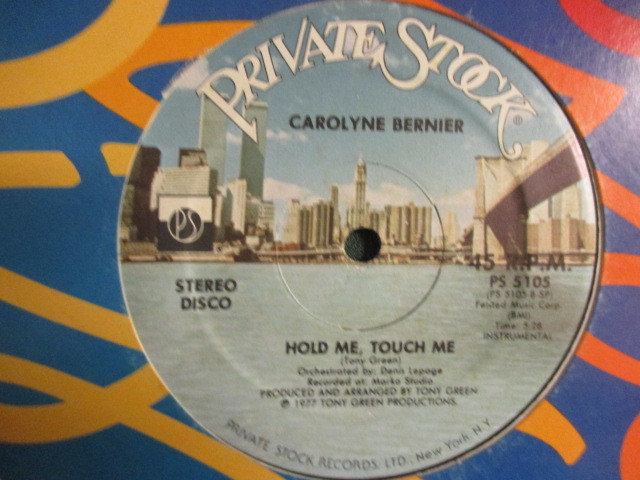 PRIVATE STOCK®
CAROLYNE BERNIER
PS
STEREO
DISCO
45 R.P.M.
PS 5105
(PS 5105-B-SP)
Felsted Music Corp.
(BMI)
Time: 5:28
INSTRUMENTAL
HOLD ME, TOUCH ME
(Tony Green)
Orchestrated by: Denis Lepage
Recorded at: Marko Studio
PRODUCED AND ARRANGED BY TONY GREEN
℗ 1977 TONY GREEN PRODUCTIONS.
PRIVATE STOCK RECORDS, LTD., New York, N.Y.